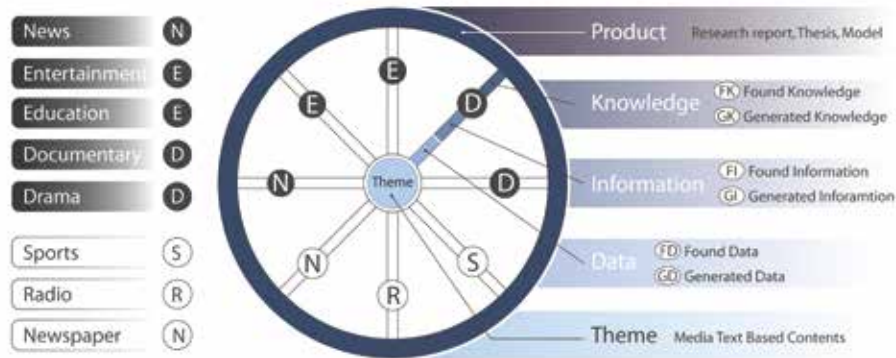 News N
Entertainment E
Education E
Documentary D
Drama D
Sports S
Radio R
Newspaper N
E
E
D
N
Theme
D
N
S
R
Product Research report, Thesis, Model
Knowledge FK Found Knowledge
GK Generated Knowledge
Information FI Found Information
GI Generated Inforamtion
Data FD Found Data
GD Generated Data
Theme Media Text Based Contents